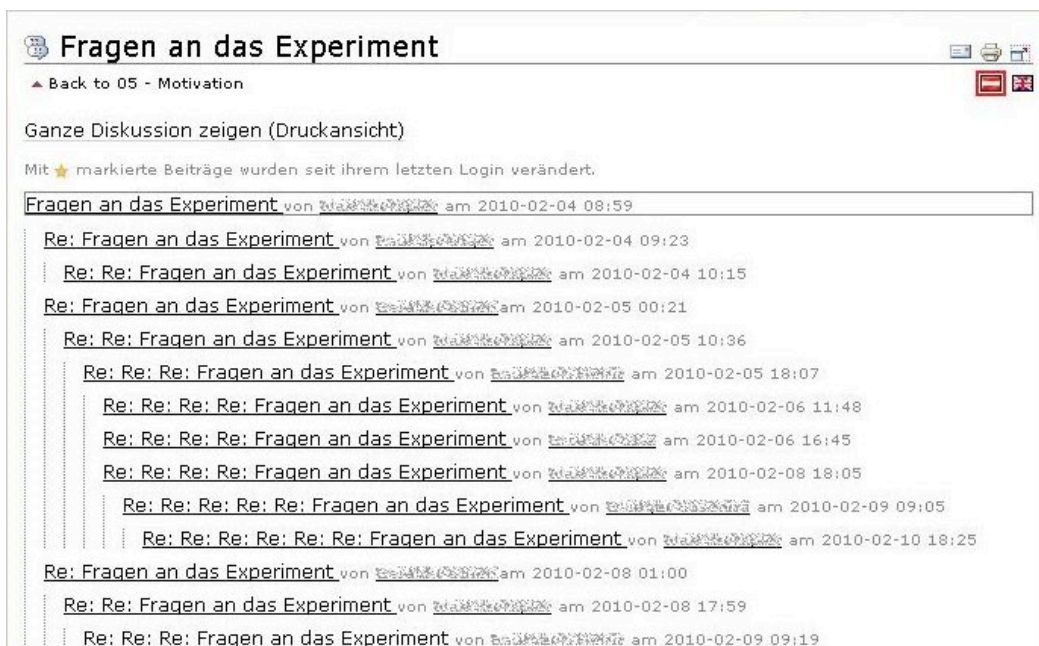 Fragen an das Experiment
Back to 05 - Motivation
Ganze Diskussion zeigen (Druckansicht)
Mit markierte Beiträge wurden seit ihrem letzten Login verändert.
Fragen an das Experiment von am 2010-02-04 08:59
Re: Fragen an das Experiment von am 2010-02-04 09:23
Re: Re: Fragen an das Experiment von am 2010-02-04 10:15
Re: Fragen an das Experiment von am 2010-02-05 00:21
Re: Re: Fragen an das Experiment von am 2010-02-05 10:36
Re: Re: Re: Fragen an das Experiment von am 2010-02-05 18:07
Re: Re: Re: Re: Fragen an das Experiment von am 2010-02-06 11:48
Re: Re: Re: Re: Fragen an das Experiment von am 2010-02-06 16:45
Re: Re: Re: Re: Fragen an das Experiment von am 2010-02-08 18:05
Re: Re: Re: Re: Re: Fragen an das Experiment von am 2010-02-09 09:05
Re: Re: Re: Re: Re: Re: Fragen an das Experiment von am 2010-02-10 18:25
Re: Fragen an das Experiment von am 2010-02-08 01:00
Re: Re: Fragen an das Experiment von am 2010-02-08 17:59
Re: Re: Re: Fragen an das Experiment von am 2010-02-09 09:19